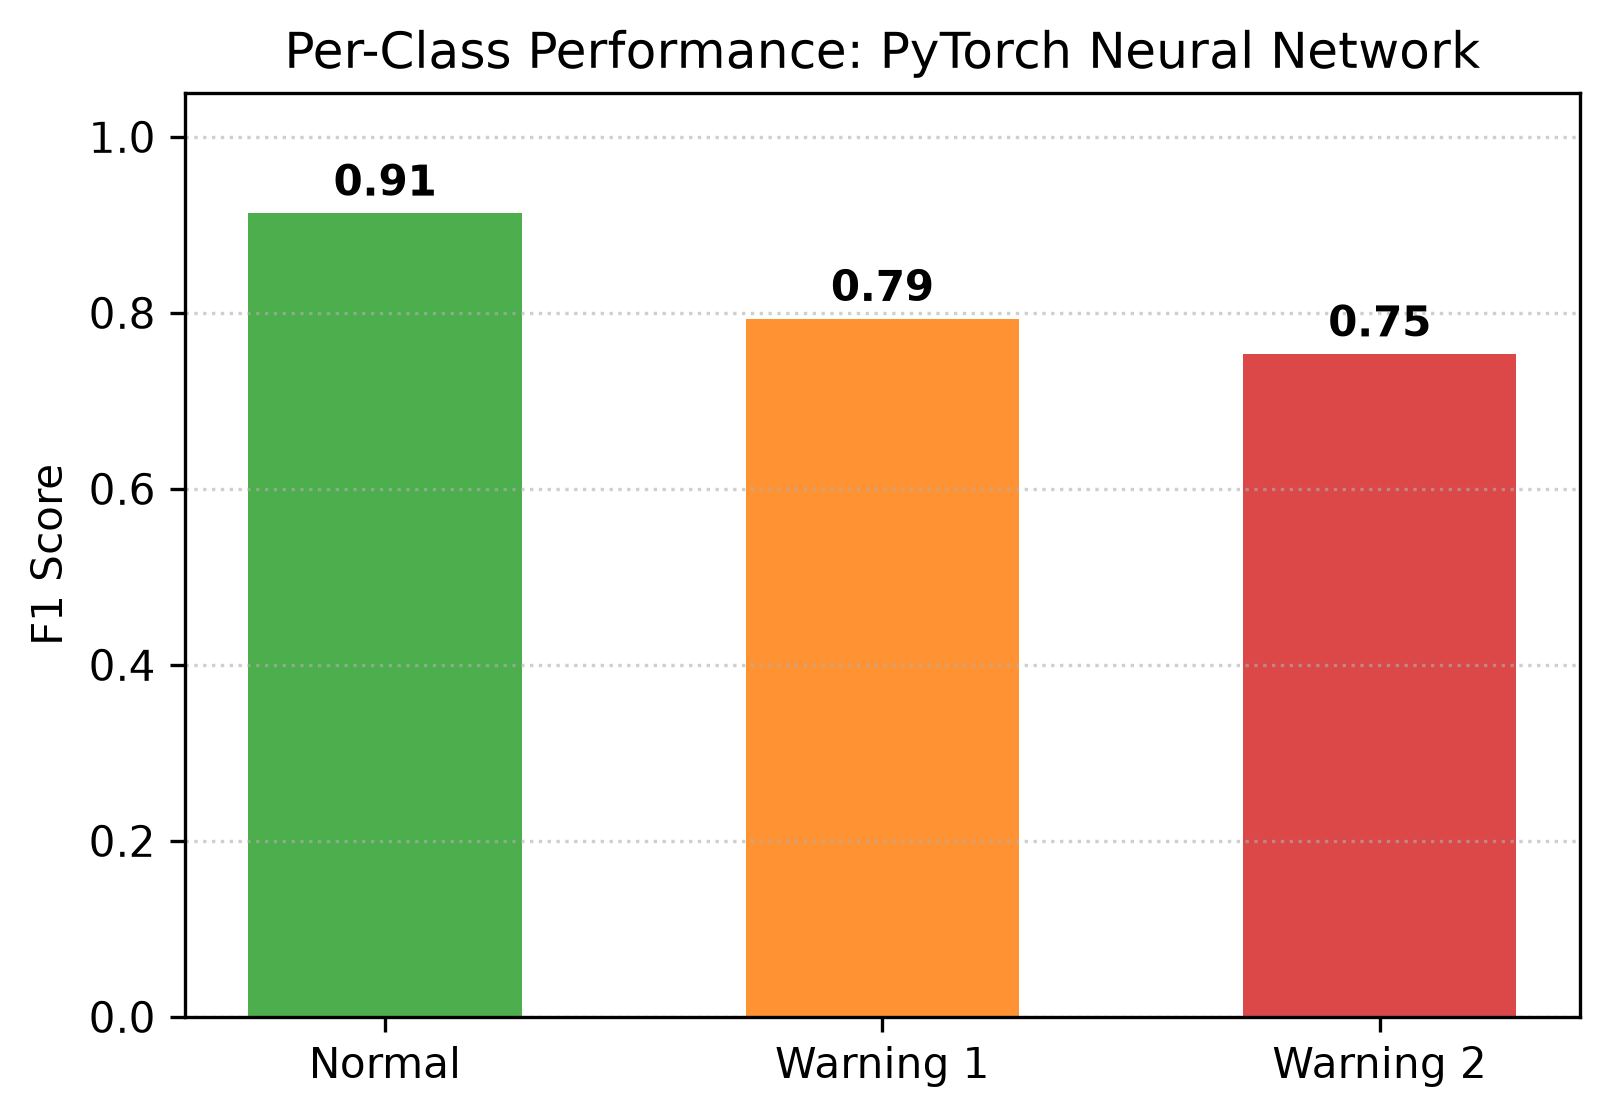 Per-Class Performance: PyTorch Neural Network
F1 Score
1.0
0.8
0.6
0.4
0.2
0.0
0.91
0.79
0.75
Normal
Warning 1
Warning 2